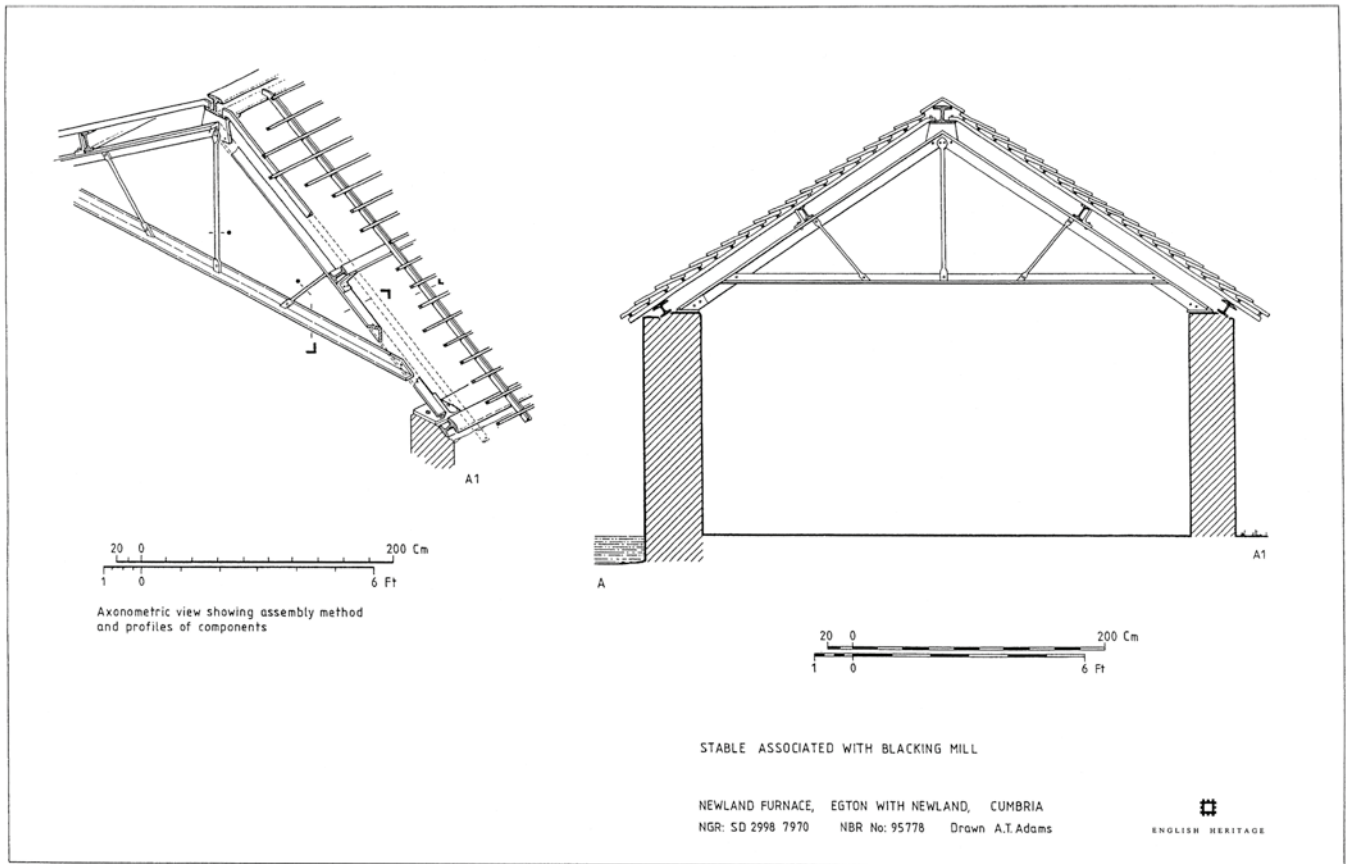 A1
20 0 200 Cm
1 0 6 Ft
Axonometric view showing assembly method
and profiles of components
A
A1
20 0 200 Cm
1 0 6 Ft
STABLE ASSOCIATED WITH BLACKING MILL
NEWLAND FURNACE, EGTON WITH NEWLAND, CUMBRIA
NGR: SD 2998 7970 NBR No: 95778 Drawn A.T. Adams
ENGLISH HERITAGE